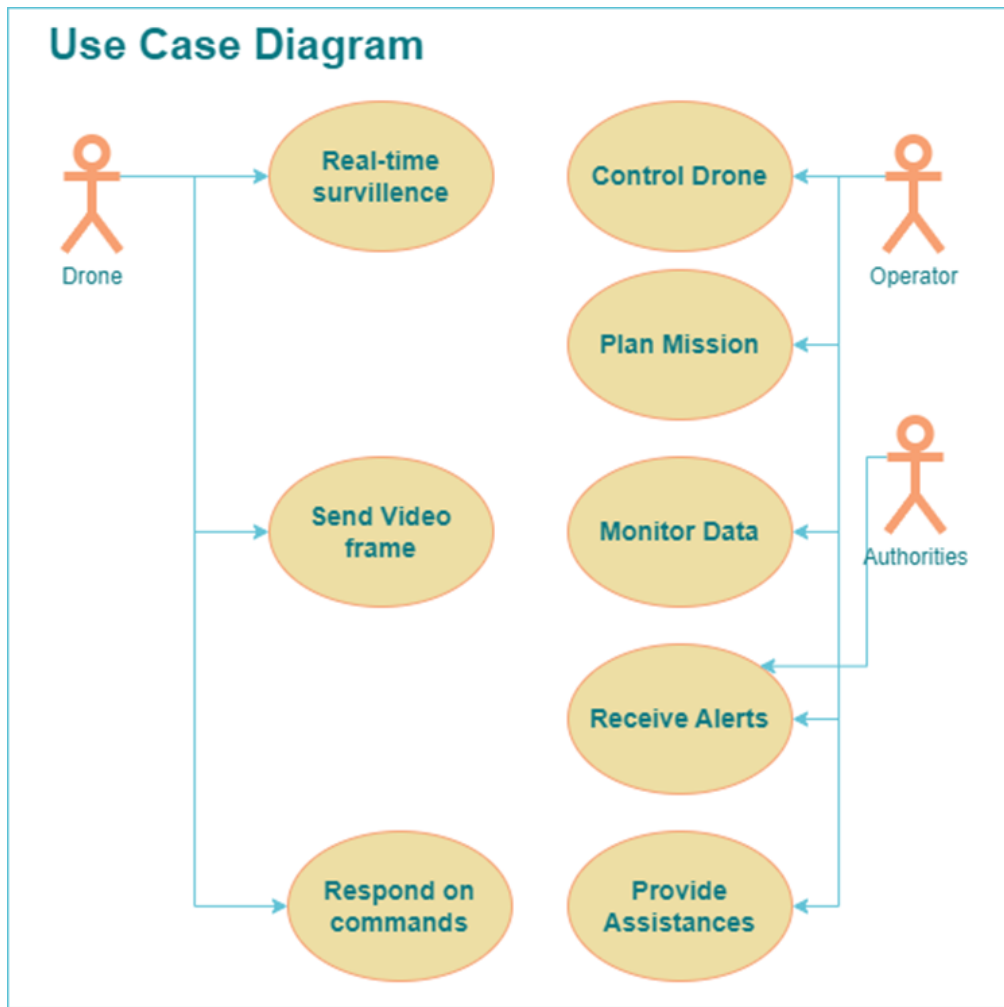 Use Case Diagram
Real-time
survillence
Control Drone
Drone
Operator
Plan Mission
Send Video
frame
Monitor Data
Authorities
Receive Alerts
Respond on
commands
Provide
Assistances